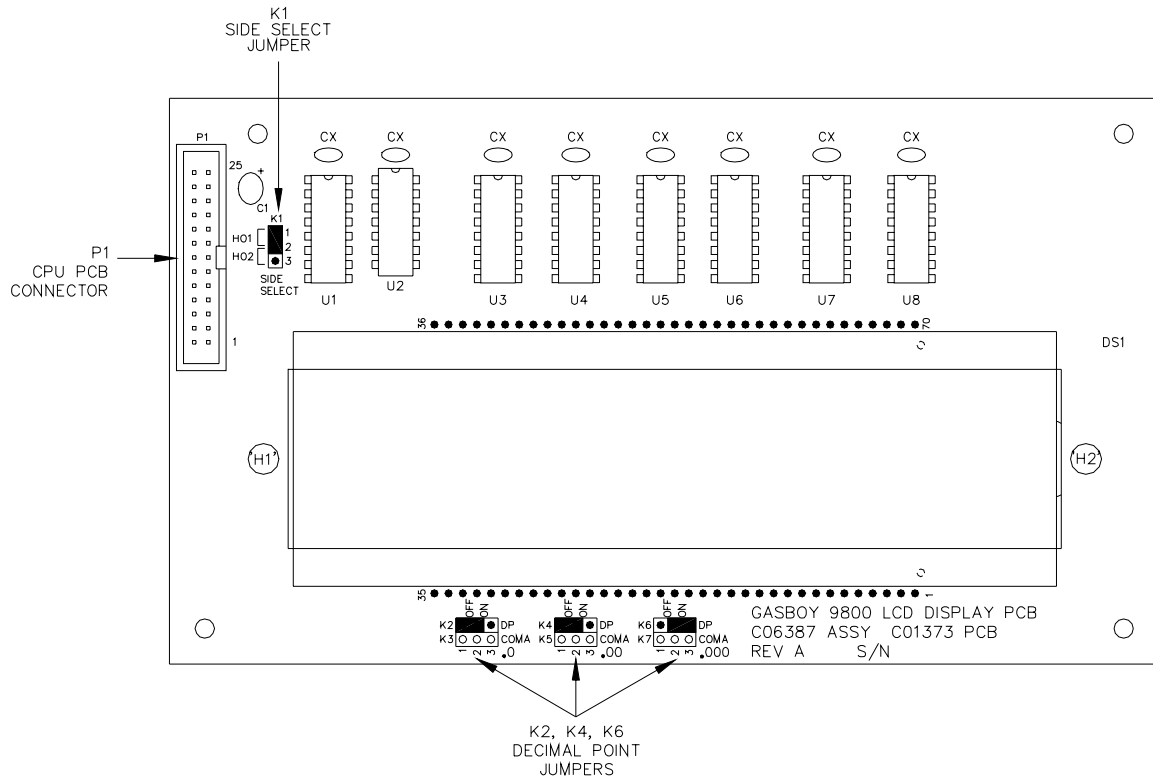 K1
SIDE SELECT
JUMPER
P1
CPU PCB
CONNECTOR
P1
25
1
+
C1
K1
HO1
HO2
1
2
3
SIDE
SELECT
CX CX CX CX CX CX CX CX
U1 U2 U3 U4 U5 U6 U7 U8
36 70
DS1
'H1' 'H2'
35 1
OFF ON OFF ON OFF ON
K2 DP K4 DP K6 DP
K3 COMA K5 COMA K7 COMA
1 2 3 .0 1 2 3 .00 1 2 3 .000
GASBOY 9800 LCD DISPLAY PCB
C06387 ASSY C01373 PCB
REV A S/N
K2, K4, K6
DECIMAL POINT
JUMPERS